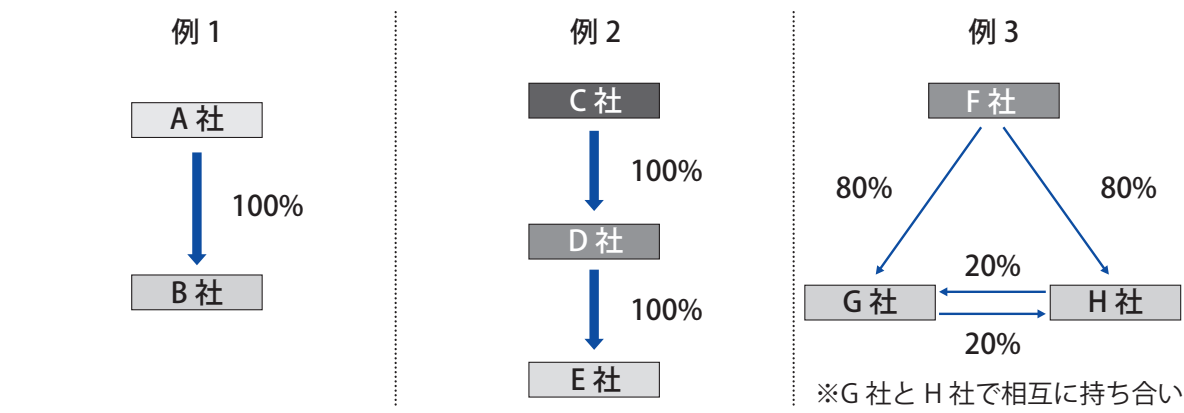 例 1
A 社
100%
B 社
例 2
C 社
100%
D 社
100%
E 社
例 3
F 社
80%
80%
20%
G 社
H 社
20%
※G 社と H 社で相互に持ち合い